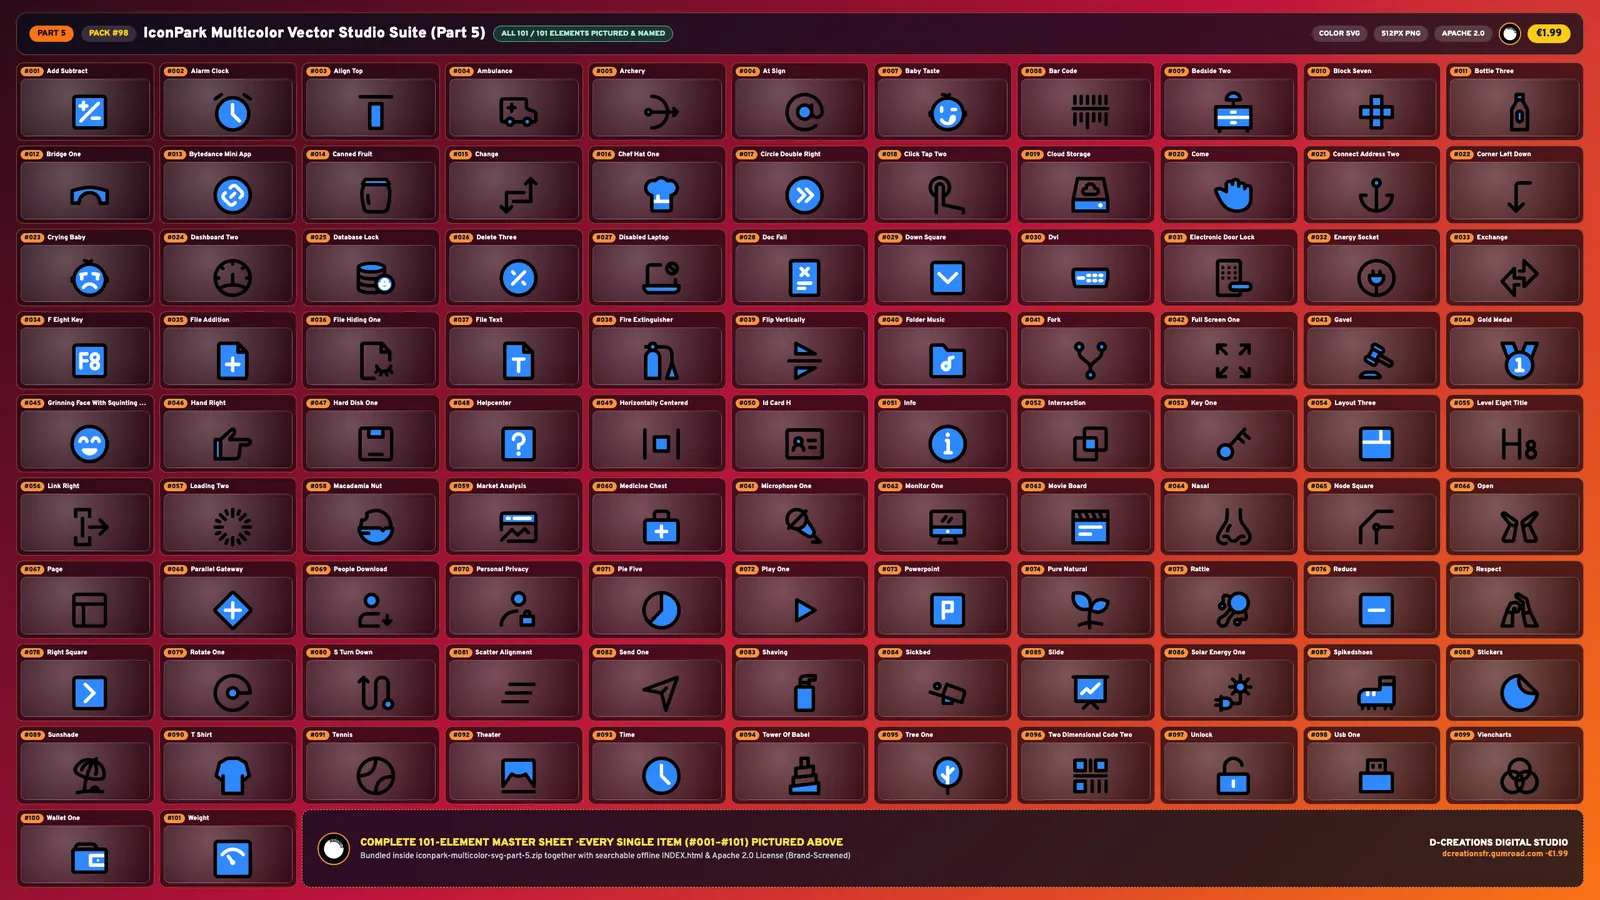 PART 5 PACK #98 IconPark Multicolor Vector Studio Suite (Part 5) ALL 101 / 101 ELEMENTS PICTURED & NAMED COLOR SVG 512PX PNG APACHE 2.0 €1.99
#001 Add Subtract #002 Alarm Clock #003 Align Top #004 Ambulance #005 Archery #006 At Sign #007 Baby Taste #008 Bar Code #009 Bedside Two #010 Block Seven #011 Bottle Three
#012 Bridge One #013 Bytedance Mini App #014 Canned Fruit #015 Change #016 Chef Hat One #017 Circle Double Right #018 Click Tap Two #019 Cloud Storage #020 Come #021 Connect Address Two #022 Corner Left Down
#023 Crying Baby #024 Dashboard Two #025 Database Lock #026 Delete Three #027 Disabled Laptop #028 Doc Fail #029 Down Square #030 Dvi #031 Electronic Door Lock #032 Energy Socket #033 Exchange
#034 F Eight Key #035 File Addition #036 File Hiding One #037 File Text #038 Fire Extinguisher #039 Flip Vertically #040 Folder Music #041 Fork #042 Full Screen One #043 Gavel #044 Gold Medal
F8 T 1
#045 Grinning Face With Squinting ... #046 Hand Right #047 Hard Disk One #048 Helpcenter #049 Horizontally Centered #050 Id Card H #051 Info #052 Intersection #053 Key One #054 Layout Three #055 Level Eight Title
? i H8
#056 Link Right #057 Loading Two #058 Macadamia Nut #059 Market Analysis #060 Medicine Chest #061 Microphone One #062 Monitor One #063 Movie Board #064 Nasal #065 Node Square #066 Open
#067 Page #068 Parallel Gateway #069 People Download #070 Personal Privacy #071 Pie Five #072 Play One #073 Powerpoint #074 Pure Natural #075 Rattle #076 Reduce #077 Respect
P
#078 Right Square #079 Rotate One #080 S Turn Down #081 Scatter Alignment #082 Send One #083 Shaving #084 Sickbed #085 Slide #086 Solar Energy One #087 Spikedshoes #088 Stickers
#089 Sunshade #090 T Shirt #091 Tennis #092 Theater #093 Time #094 Tower Of Babel #095 Tree One #096 Two Dimensional Code Two #097 Unlock #098 Usb One #099 Viencharts
#100 Wallet One #101 Weight
COMPLETE 101-ELEMENT MASTER SHEET · EVERY SINGLE ITEM (#001–#101) PICTURED ABOVE
Bundled inside iconpark-multicolor-svg-part-5.zip together with searchable offline INDEX.html & Apache 2.0 License (Brand-Screened)
D-CREATIONS DIGITAL STUDIO
dcreationsfr.gumroad.com · €1.99